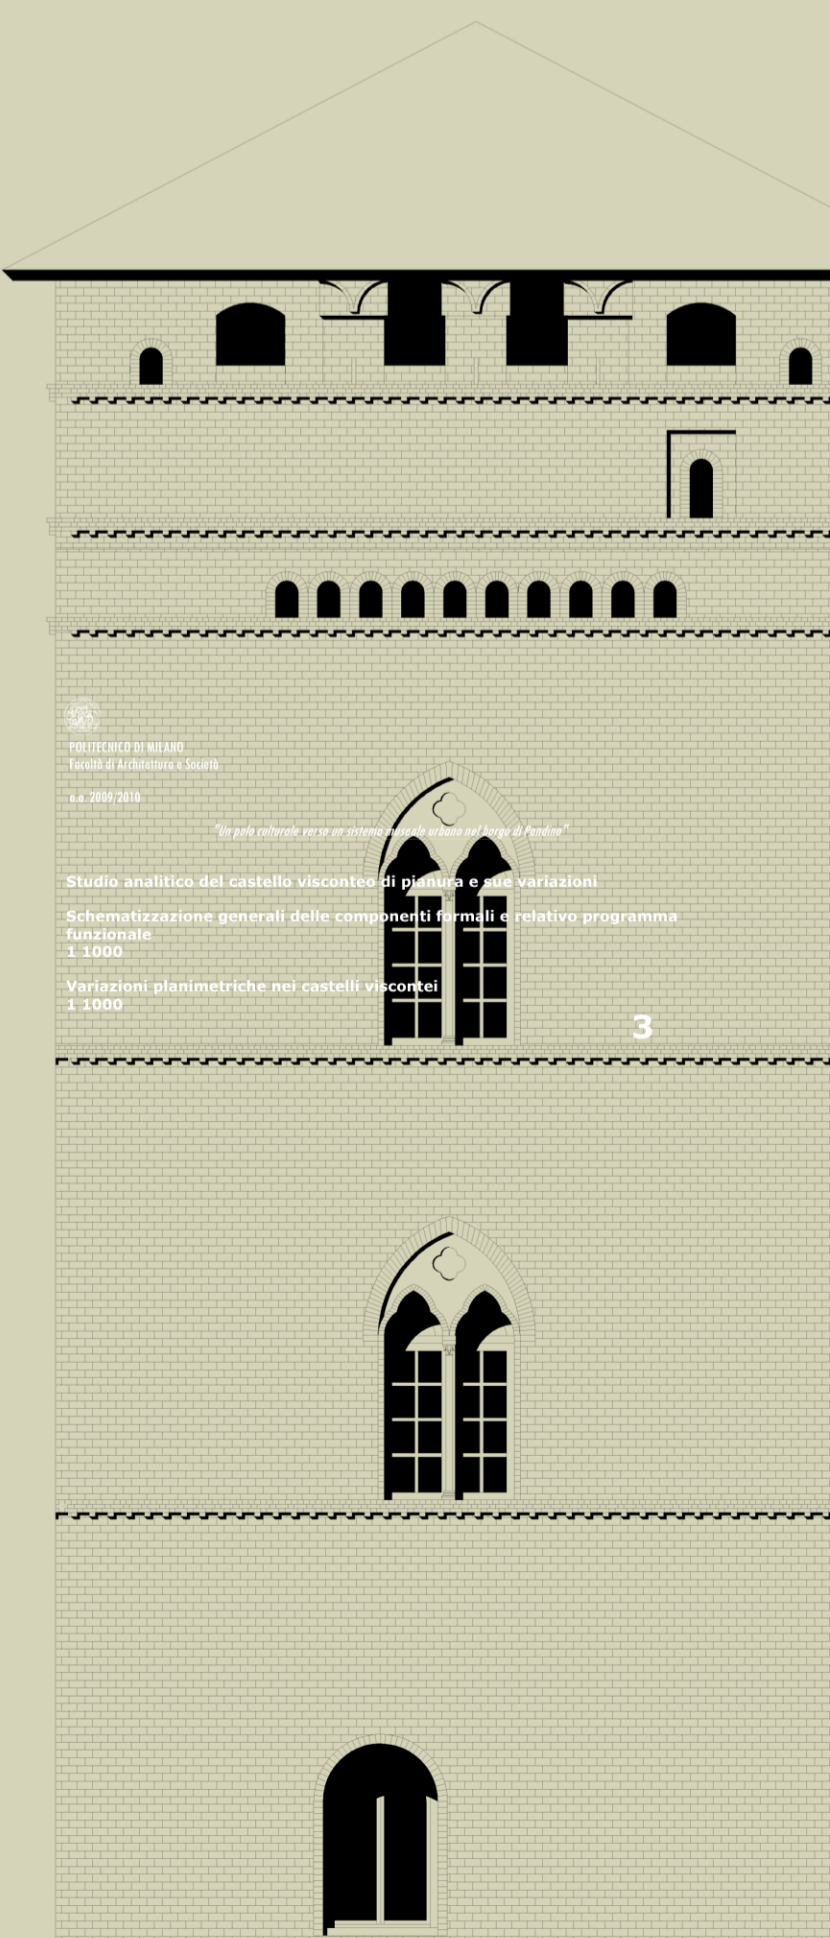 POLITECNICO DI MILANO
Facoltà di Architettura e Società
a.a. 2009/2010
"Un polo culturale verso un sistema museale urbano nel borgo di Pandino"
Studio analitico del castello visconteo di pianura e sue variazioni
Schematizzazione generali delle componenti formali e relativo programma
funzionale
1 1000
Variazioni planimetriche nei castelli viscontei
1 1000
3